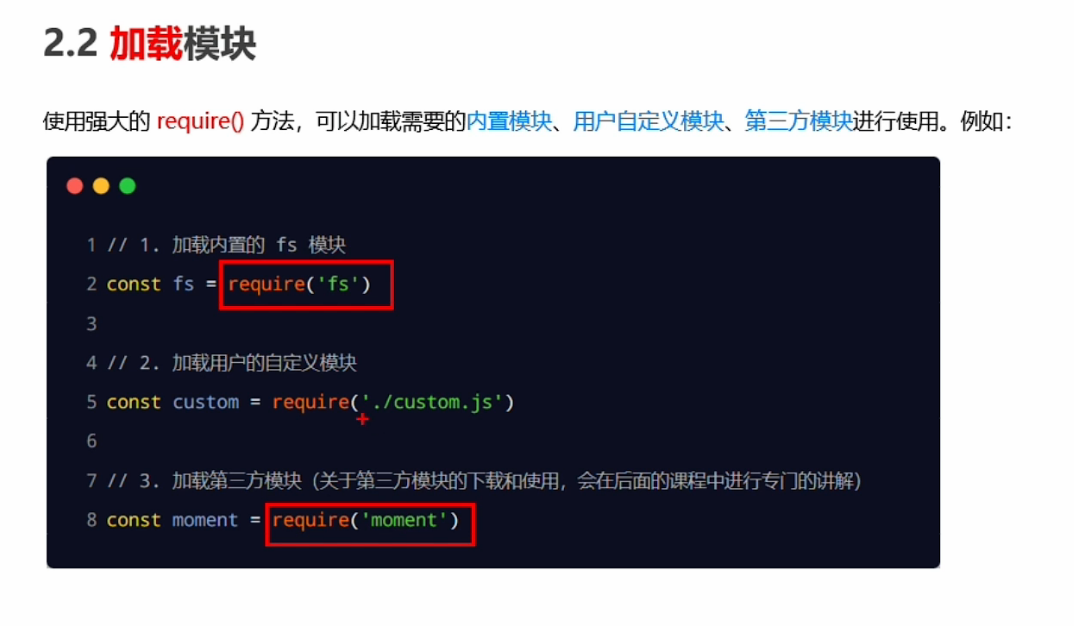 2.2 加载模块
使用强大的 require() 方法，可以加载需要的内置模块、用户自定义模块、第三方模块进行使用。例如：
1 // 1. 加载内置的 fs 模块
2 const fs = require('fs')
3
4 // 2. 加载用户的自定义模块
5 const custom = require('./custom.js')
6
7 // 3. 加载第三方模块（关于第三方模块的下载和使用，会在后面的课程中进行专门的讲解）
8 const moment = require('moment')